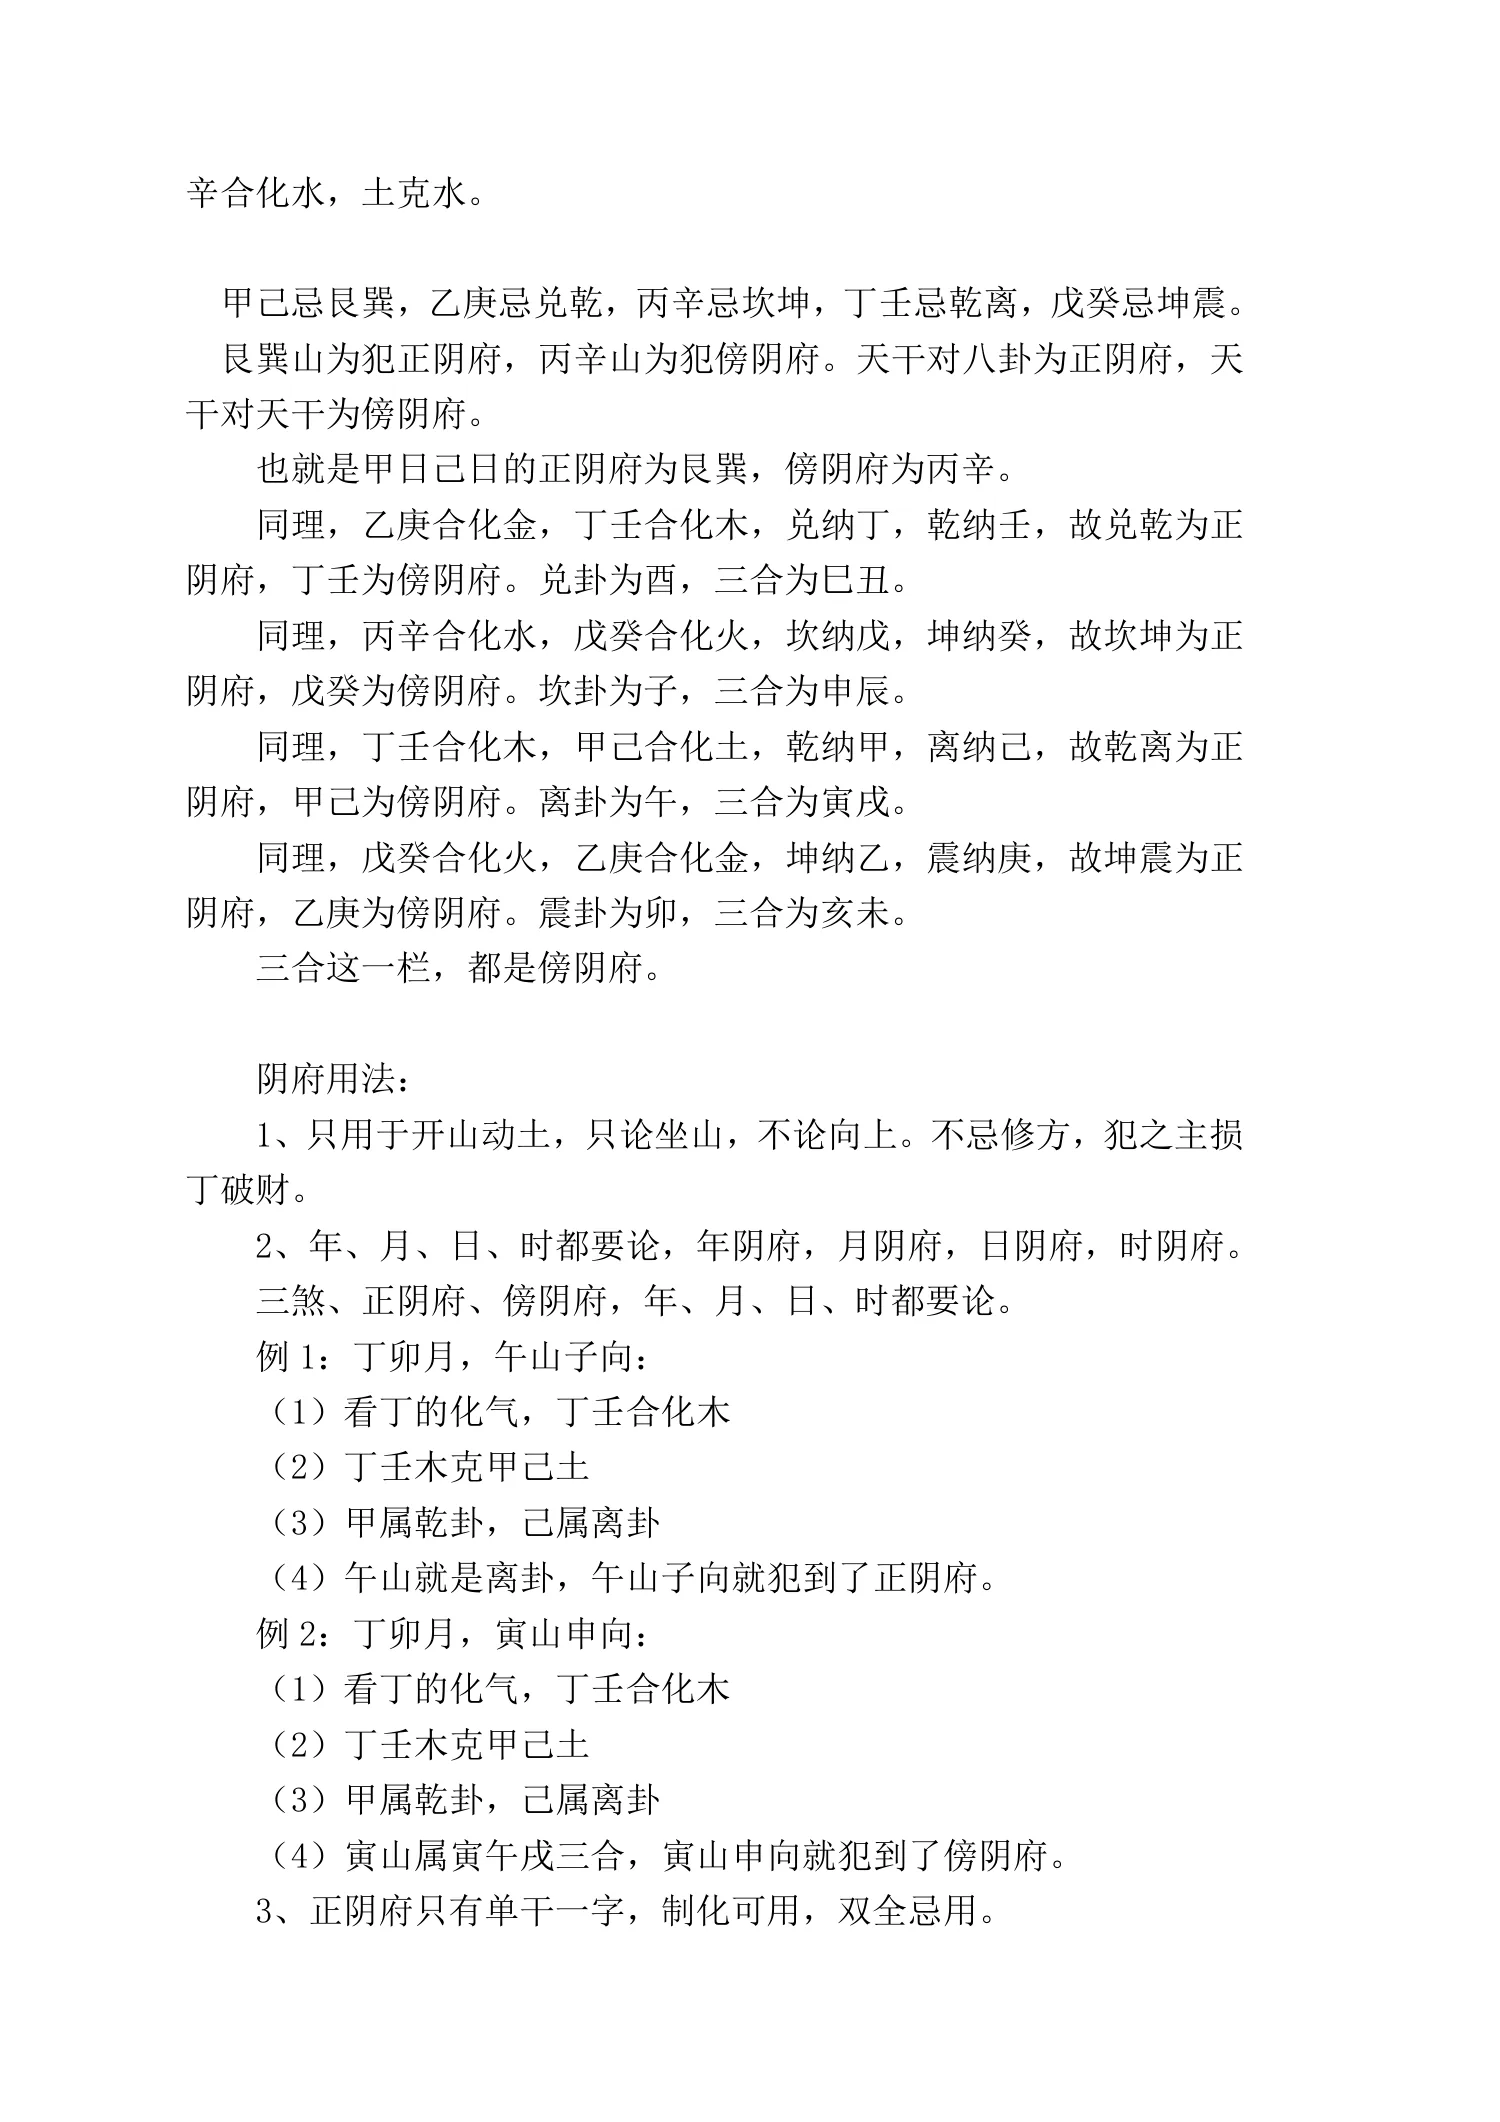 辛合化水，土克水。
甲己忌艮巽，乙庚忌兑乾，丙辛忌坎坤，丁壬忌乾离，戊癸忌坤震。
艮巽山为犯正阴府，丙辛山为犯傍阴府。天干对八卦为正阴府，天
干对天干为傍阴府。
也就是甲日己日的正阴府为艮巽，傍阴府为丙辛。
同理，乙庚合化金，丁壬合化木，兑纳丁，乾纳壬，故兑乾为正
阴府，丁壬为傍阴府。兑卦为酉，三合为巳丑。
同理，丙辛合化水，戊癸合化火，坎纳戊，坤纳癸，故坎坤为正
阴府，戊癸为傍阴府。坎卦为子，三合为申辰。
同理，丁壬合化木，甲己合化土，乾纳甲，离纳己，故乾离为正
阴府，甲己为傍阴府。离卦为午，三合为寅戌。
同理，戊癸合化火，乙庚合化金，坤纳乙，震纳庚，故坤震为正
阴府，乙庚为傍阴府。震卦为卯，三合为亥未。
三合这一栏，都是傍阴府。
阴府用法：
1、只用于开山动土，只论坐山，不论向上。不忌修方，犯之主损
丁破财。
2、年、月、日、时都要论，年阴府，月阴府，日阴府，时阴府。
三煞、正阴府、傍阴府，年、月、日、时都要论。
例 1：丁卯月，午山子向：
（1）看丁的化气，丁壬合化木
（2）丁壬木克甲己土
（3）甲属乾卦，己属离卦
（4）午山就是离卦，午山子向就犯到了正阴府。
例 2：丁卯月，寅山申向：
（1）看丁的化气，丁壬合化木
（2）丁壬木克甲己土
（3）甲属乾卦，己属离卦
（4）寅山属寅午戌三合，寅山申向就犯到了傍阴府。
3、正阴府只有单干一字，制化可用，双全忌用。